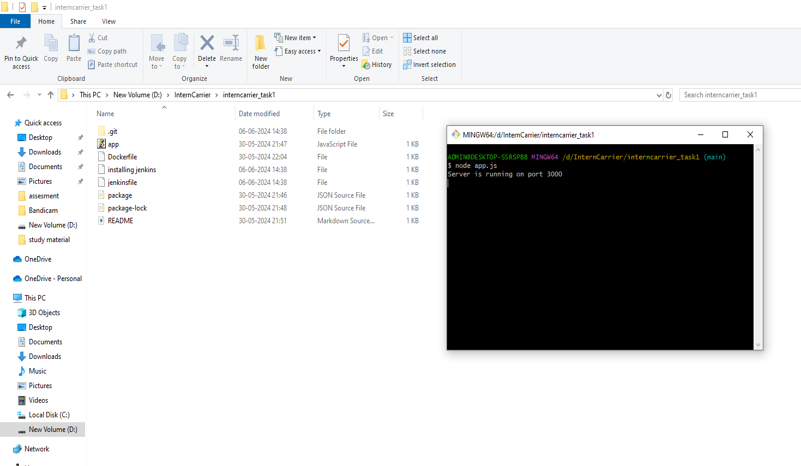 interncarrier_task1
File Home Share View
Pin to Quick access
Copy
Paste
Cut
Copy path
Paste shortcut
Clipboard
Move to
Copy to
Delete
Rename
Organize
New folder
New item
Easy access
New
Properties
Open
Edit
History
Open
Select all
Select none
Invert selection
Select
This PC > New Volume (D:) > InternCarrier > interncarrier_task1
Search interncarrier_task1
Name Date modified Type Size
.git 06-06-2024 14:38 File folder
app 30-05-2024 21:47 JavaScript File 1 KB
Dockerfile 30-05-2024 22:04 File 1 KB
installing jenkins 06-06-2024 14:38 File 1 KB
jenkinsfile 06-06-2024 14:38 File 1 KB
package 30-05-2024 21:46 JSON Source File 1 KB
package-lock 30-05-2024 21:48 JSON Source File 1 KB
README 30-05-2024 21:51 Markdown Source... 1 KB
Quick access
Desktop
Downloads
Documents
Pictures
assesment
Bandicam
New Volume (D:)
study material
OneDrive
OneDrive - Personal
This PC
3D Objects
Desktop
Documents
Downloads
Music
Pictures
Videos
Local Disk (C:)
New Volume (D:)
Network
MINGW64:/d/InternCarrier/interncarrier_task1
ADMIN@DESKTOP-S5RSPB8 MINGW64 /d/InternCarrier/interncarrier_task1 (main)
$ node app.js
Server is running on port 3000